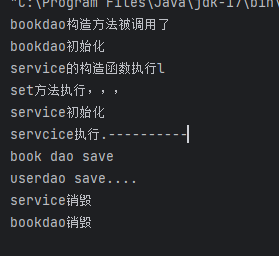 "C:\Program Files\Java\jdk-17\bin\
bookdao构造方法被调用了
bookdao初始化
service的构造函数执行l
set方法执行，，，
service初始化
servcice执行.----------
book dao save
userdao save....
service销毁
bookdao销毁